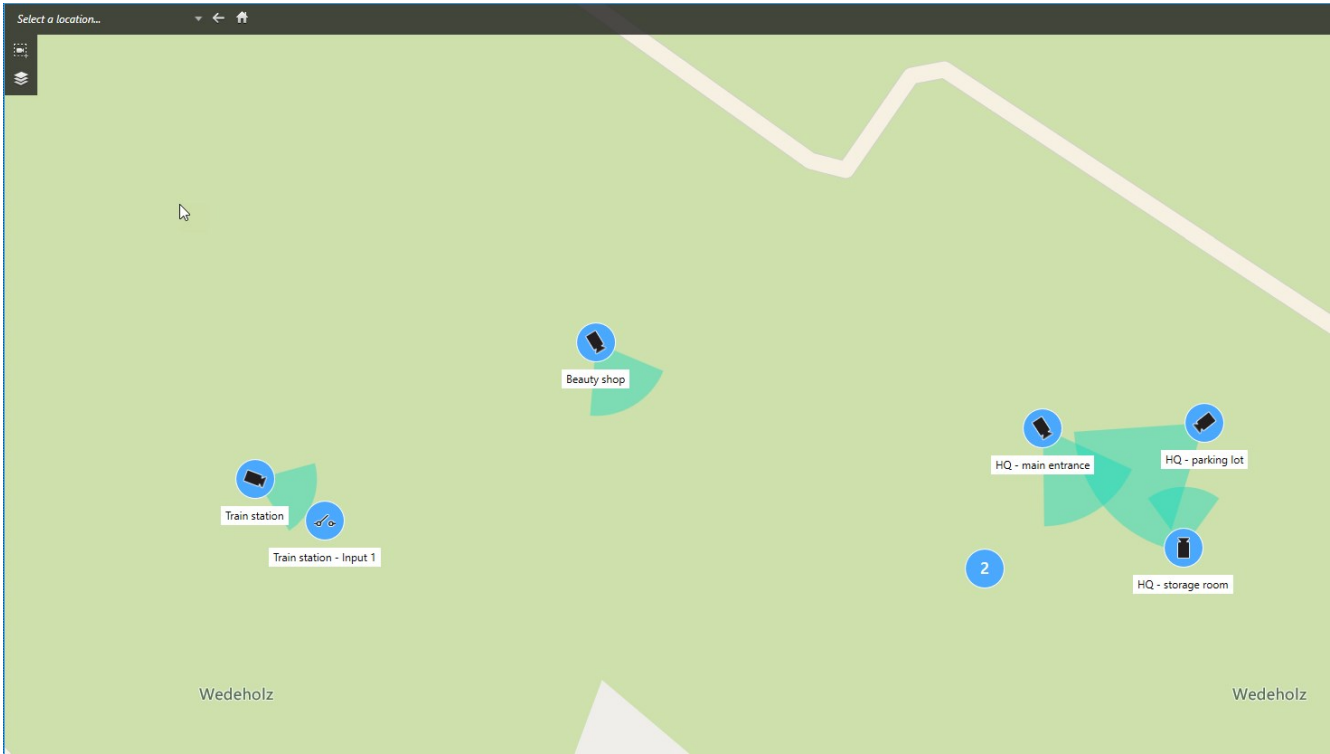 Select a location...
Beauty shop
HQ - main entrance
HQ - parking lot
Train station
Train station - Input 1
2
HQ - storage room
Wedeholz
Wedeholz